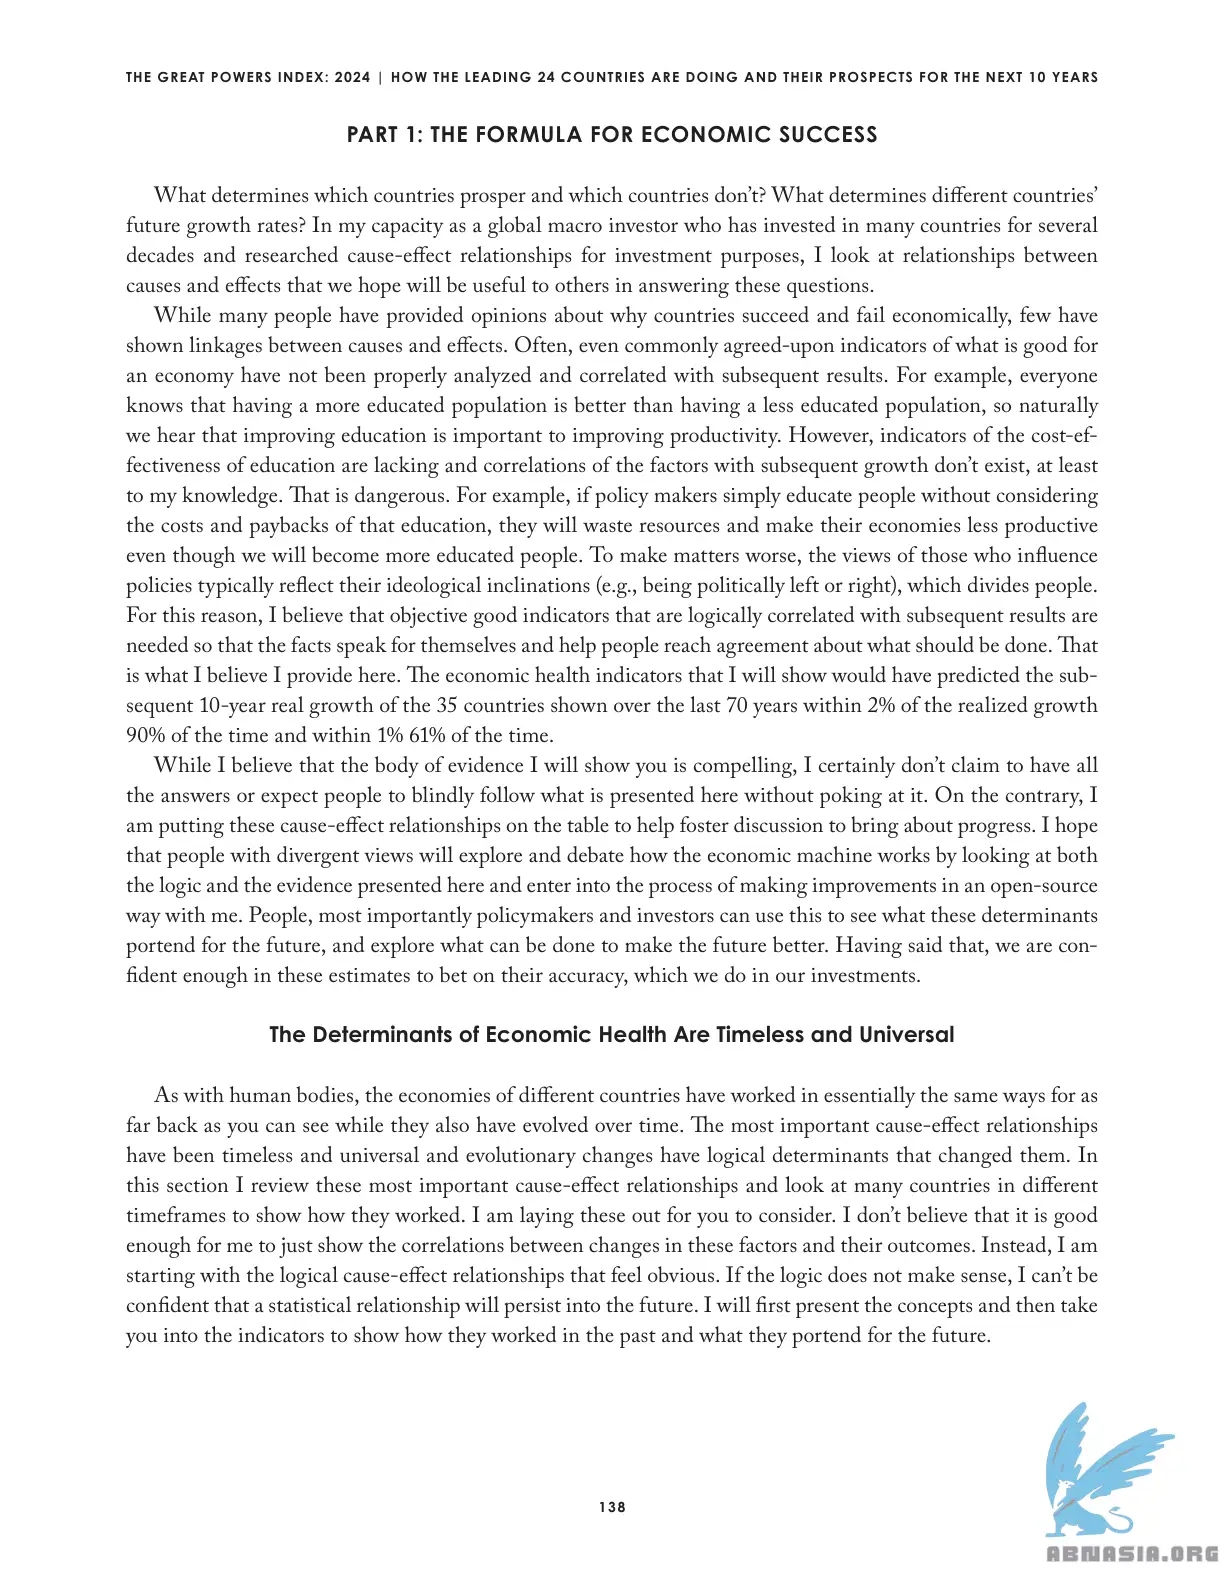 THE GREAT POWERS INDEX: 2024 | HOW THE LEADING 24 COUNTRIES ARE DOING AND THEIR PROSPECTS FOR THE NEXT 10 YEARS
PART 1: THE FORMULA FOR ECONOMIC SUCCESS
What determines which countries prosper and which countries don’t? What determines different countries’
future growth rates? In my capacity as a global macro investor who has invested in many countries for several
decades and researched cause-effect relationships for investment purposes, I look at relationships between
causes and effects that we hope will be useful to others in answering these questions.
While many people have provided opinions about why countries succeed and fail economically, few have
shown linkages between causes and effects. Often, even commonly agreed-upon indicators of what is good for
an economy have not been properly analyzed and correlated with subsequent results. For example, everyone
knows that having a more educated population is better than having a less educated population, so naturally
we hear that improving education is important to improving productivity. However, indicators of the cost-ef-
fectiveness of education are lacking and correlations of the factors with subsequent growth don’t exist, at least
to my knowledge. That is dangerous. For example, if policy makers simply educate people without considering
the costs and paybacks of that education, they will waste resources and make their economies less productive
even though we will become more educated people. To make matters worse, the views of those who influence
policies typically reflect their ideological inclinations (e.g., being politically left or right), which divides people.
For this reason, I believe that objective good indicators that are logically correlated with subsequent results are
needed so that the facts speak for themselves and help people reach agreement about what should be done. That
is what I believe I provide here. The economic health indicators that I will show would have predicted the sub-
sequent 10-year real growth of the 35 countries shown over the last 70 years within 2% of the realized growth
90% of the time and within 1% 61% of the time.
While I believe that the body of evidence I will show you is compelling, I certainly don’t claim to have all
the answers or expect people to blindly follow what is presented here without poking at it. On the contrary, I
am putting these cause-effect relationships on the table to help foster discussion to bring about progress. I hope
that people with divergent views will explore and debate how the economic machine works by looking at both
the logic and the evidence presented here and enter into the process of making improvements in an open-source
way with me. People, most importantly policymakers and investors can use this to see what these determinants
portend for the future, and explore what can be done to make the future better. Having said that, we are con-
fident enough in these estimates to bet on their accuracy, which we do in our investments.
The Determinants of Economic Health Are Timeless and Universal
As with human bodies, the economies of different countries have worked in essentially the same ways for as
far back as you can see while they also have evolved over time. The most important cause-effect relationships
have been timeless and universal and evolutionary changes have logical determinants that changed them. In
this section I review these most important cause-effect relationships and look at many countries in different
timeframes to show how they worked. I am laying these out for you to consider. I don’t believe that it is good
enough for me to just show the correlations between changes in these factors and their outcomes. Instead, I am
starting with the logical cause-effect relationships that feel obvious. If the logic does not make sense, I can’t be
confident that a statistical relationship will persist into the future. I will first present the concepts and then take
you into the indicators to show how they worked in the past and what they portend for the future.
138
ABNASIA.ORG